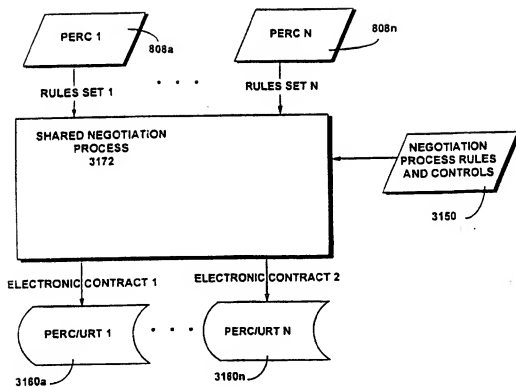 PERC 1
808a
PERC N
808n
RULES SET 1
. . .
RULES SET N
SHARED NEGOTIATION
PROCESS
3172
NEGOTIATION
PROCESS RULES
AND CONTROLS
3150
ELECTRONIC CONTRACT 1
ELECTRONIC CONTRACT 2
PERC/URT 1
. . .
PERC/URT N
3160a
3160n